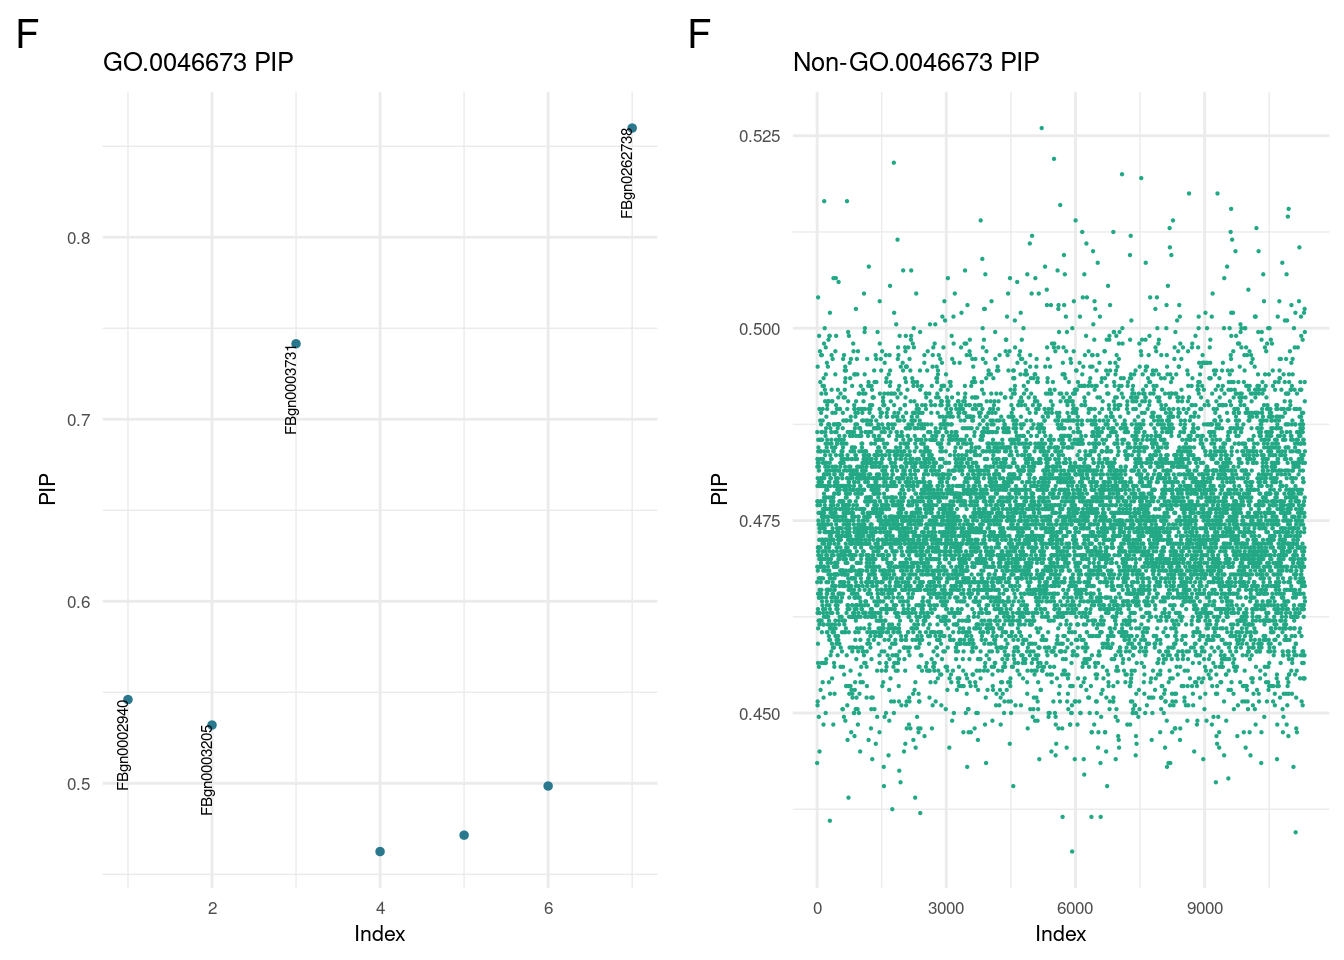 F
GO.0046673 PIP
PIP
0.8
0.7
0.6
0.5
FBgn0002940
FBgn0003205
FBgn0003731
FBgn0262738
2
4
6
Index
F
Non-GO.0046673 PIP
PIP
0.525
0.500
0.475
0.450
0
3000
6000
9000
Index